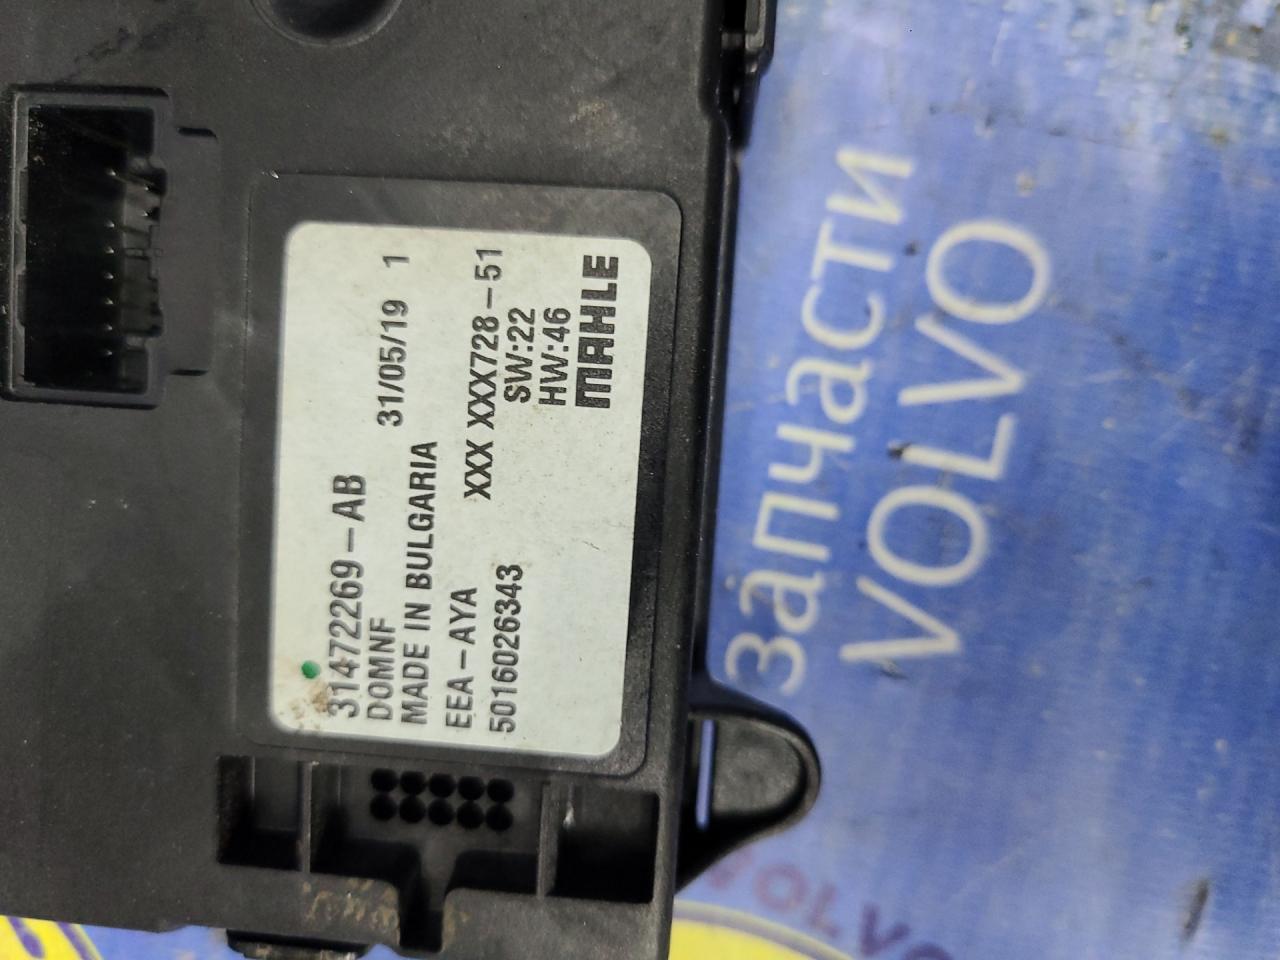 31472269-AB
DOMNF
MADE IN BULGARIA 31/05/19 1
EEA-AYA XXX XXX728-51
5016026343 SW:22
HW:46
MAHLE
Запчасти
VOLVO
VOLVO